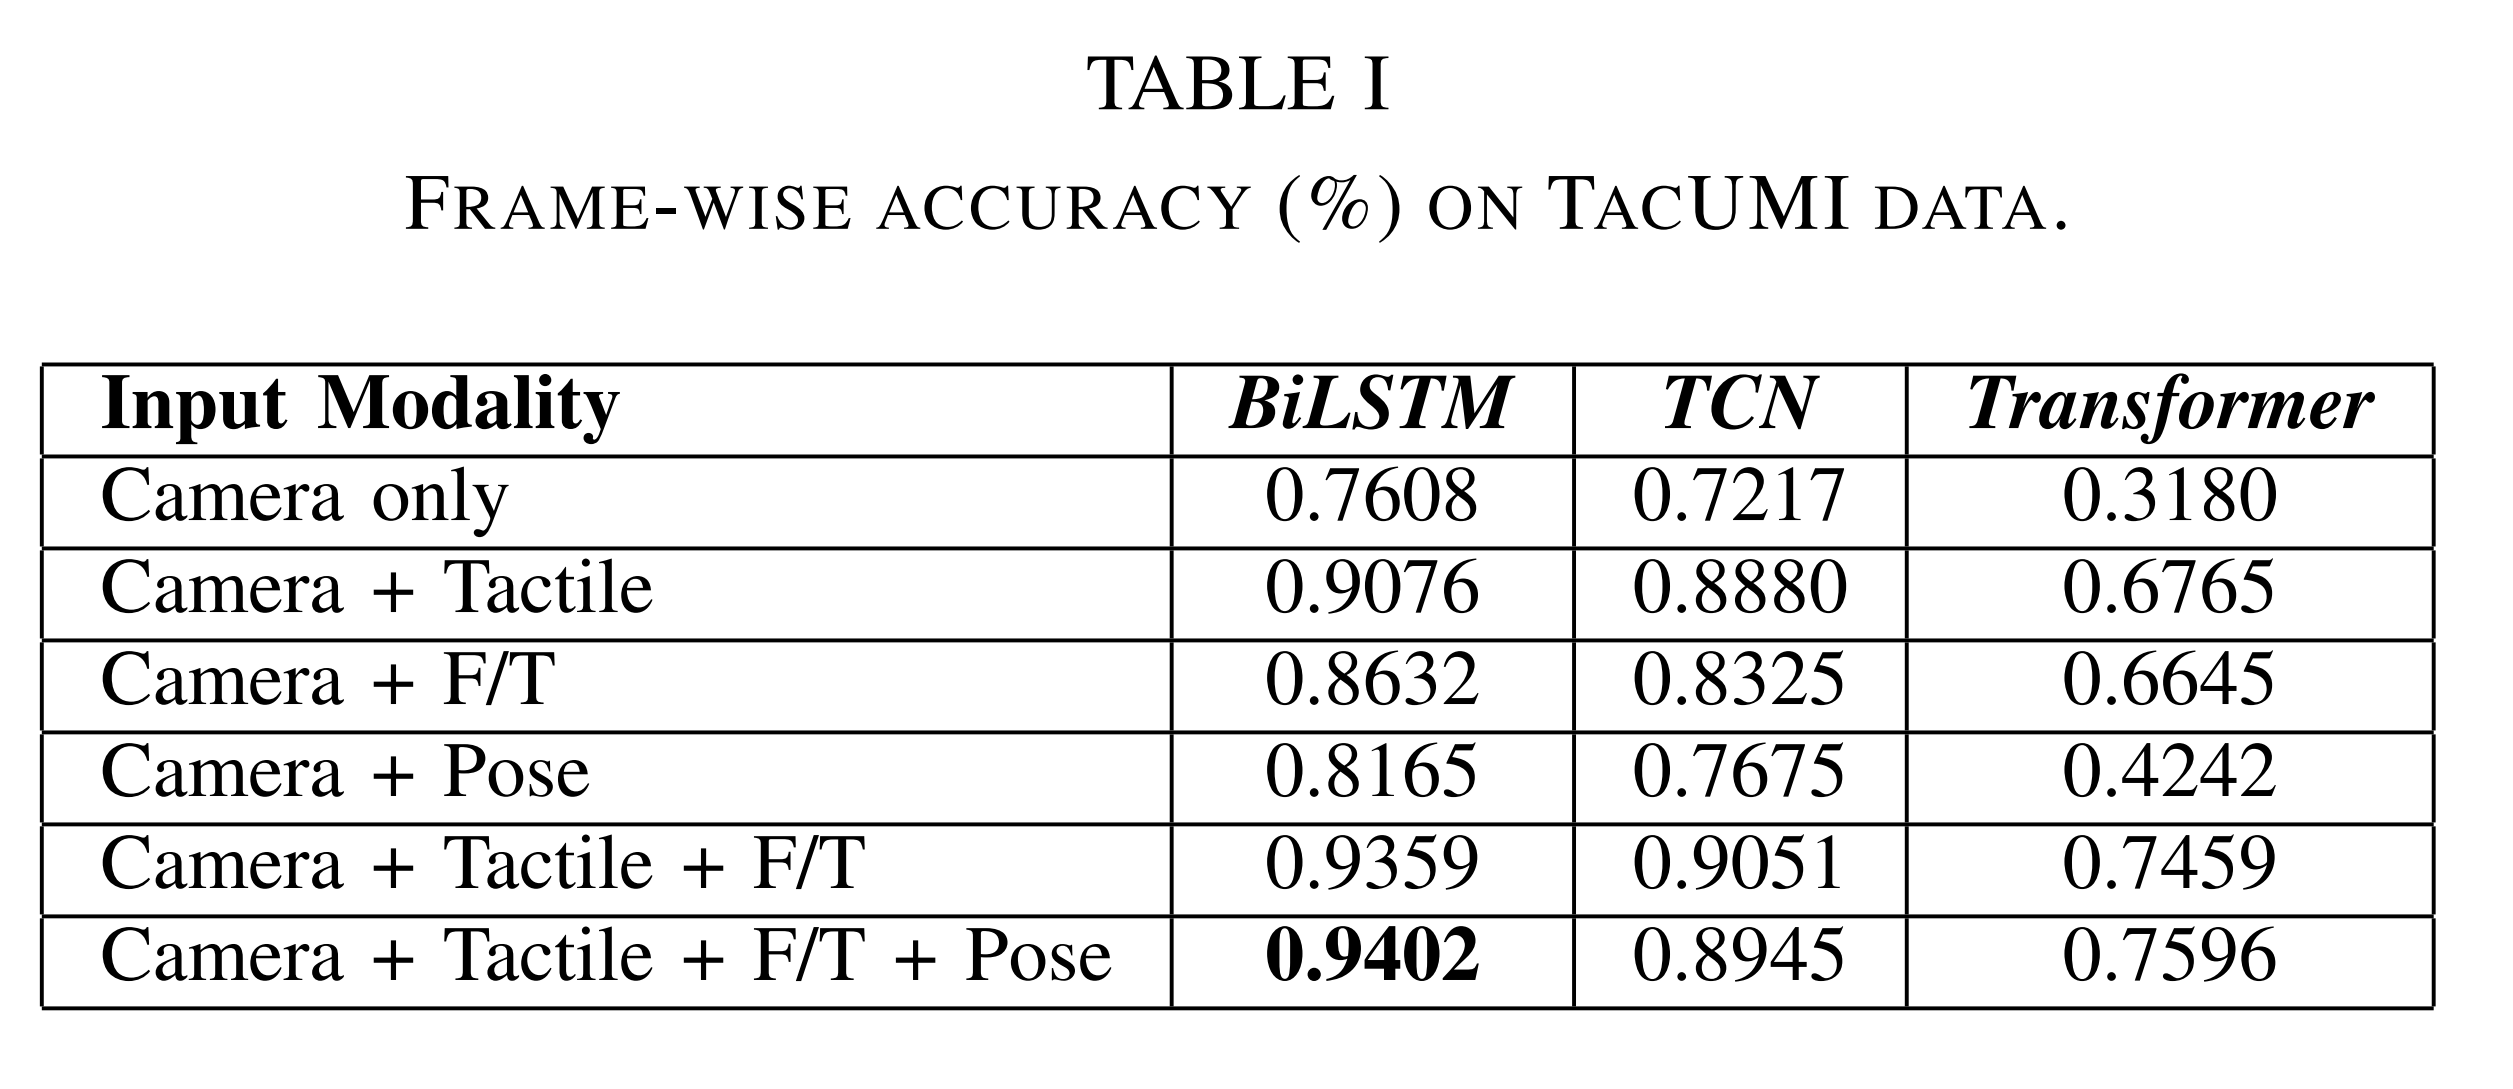 TABLE I
FRAME-WISE ACCURACY (%) ON TACUMI DATA.
Input Modality BiLSTM TCN Transformer
Camera only 0.7608 0.7217 0.3180
Camera + Tactile 0.9076 0.8880 0.6765
Camera + F/T 0.8632 0.8325 0.6645
Camera + Pose 0.8165 0.7675 0.4242
Camera + Tactile + F/T 0.9359 0.9051 0.7459
Camera + Tactile + F/T + Pose 0.9402 0.8945 0.7596